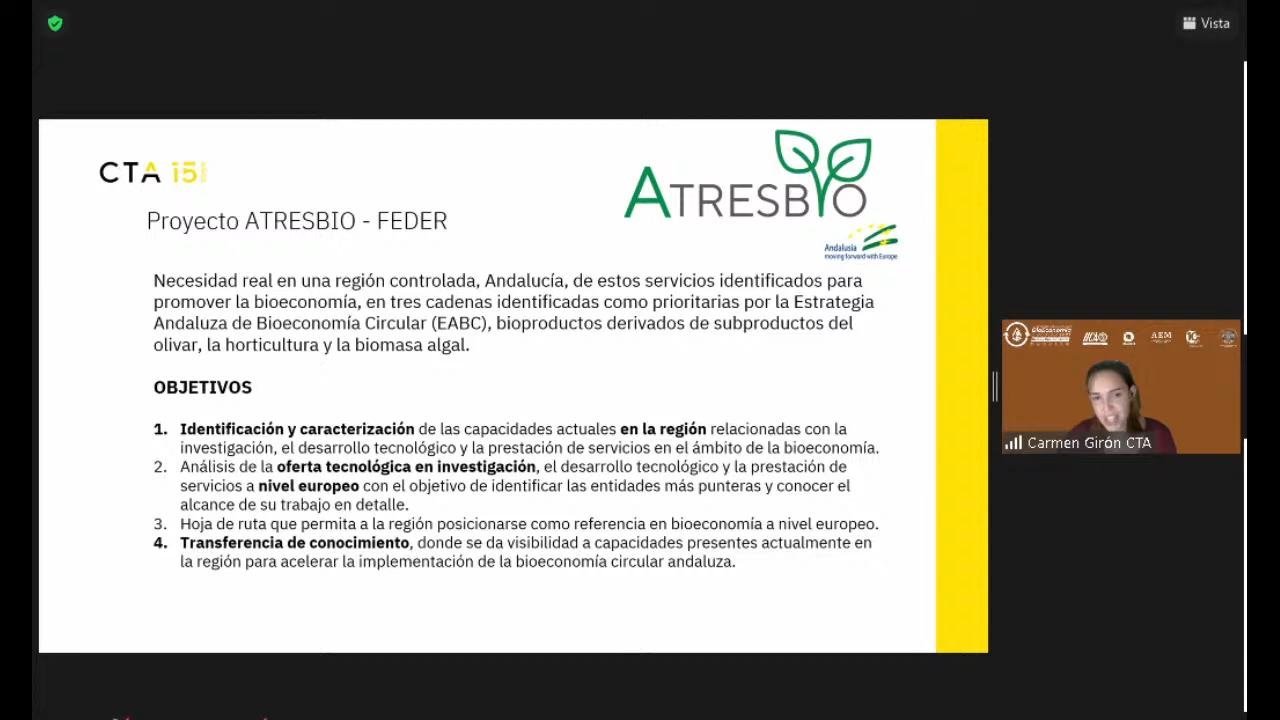 Vista
CTA 15
ATRESBIO
Proyecto ATRESBIO - FEDER
Andalusia
moving forward with Europe
Necesidad real en una región controlada, Andalucía, de estos servicios identificados para
promover la bioeconomía, en tres cadenas identificadas como prioritarias por la Estrategia
Andaluza de Bioeconomía Circular (EABC), bioproductos derivados de subproductos del
olivar, la horticultura y la biomasa algal.
OBJETIVOS
1. Identificación y caracterización de las capacidades actuales en la región relacionadas con la
investigación, el desarrollo tecnológico y la prestación de servicios en el ámbito de la bioeconomía.
2. Análisis de la oferta tecnológica en investigación, el desarrollo tecnológico y la prestación de
servicios a nivel europeo con el objetivo de identificar las entidades más punteras y conocer el
alcance de su trabajo en detalle.
3. Hoja de ruta que permita a la región posicionarse como referencia en bioeconomía a nivel europeo.
4. Transferencia de conocimiento, donde se da visibilidad a capacidades presentes actualmente en
la región para acelerar la implementación de la bioeconomía circular andaluza.
BioEconomía
IICA
AEM
Carmen Girón CTA